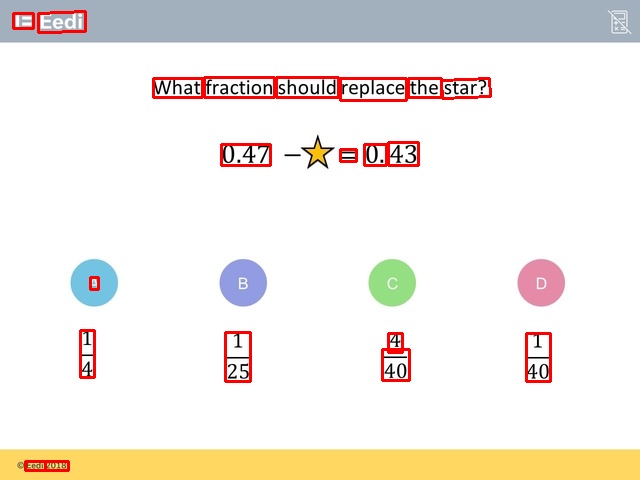 Eedi
What fraction should replace the star?
0.47 − ★ = 0.43
A B C D
1/4 1/25 4/40 1/40
© Eedi 2018